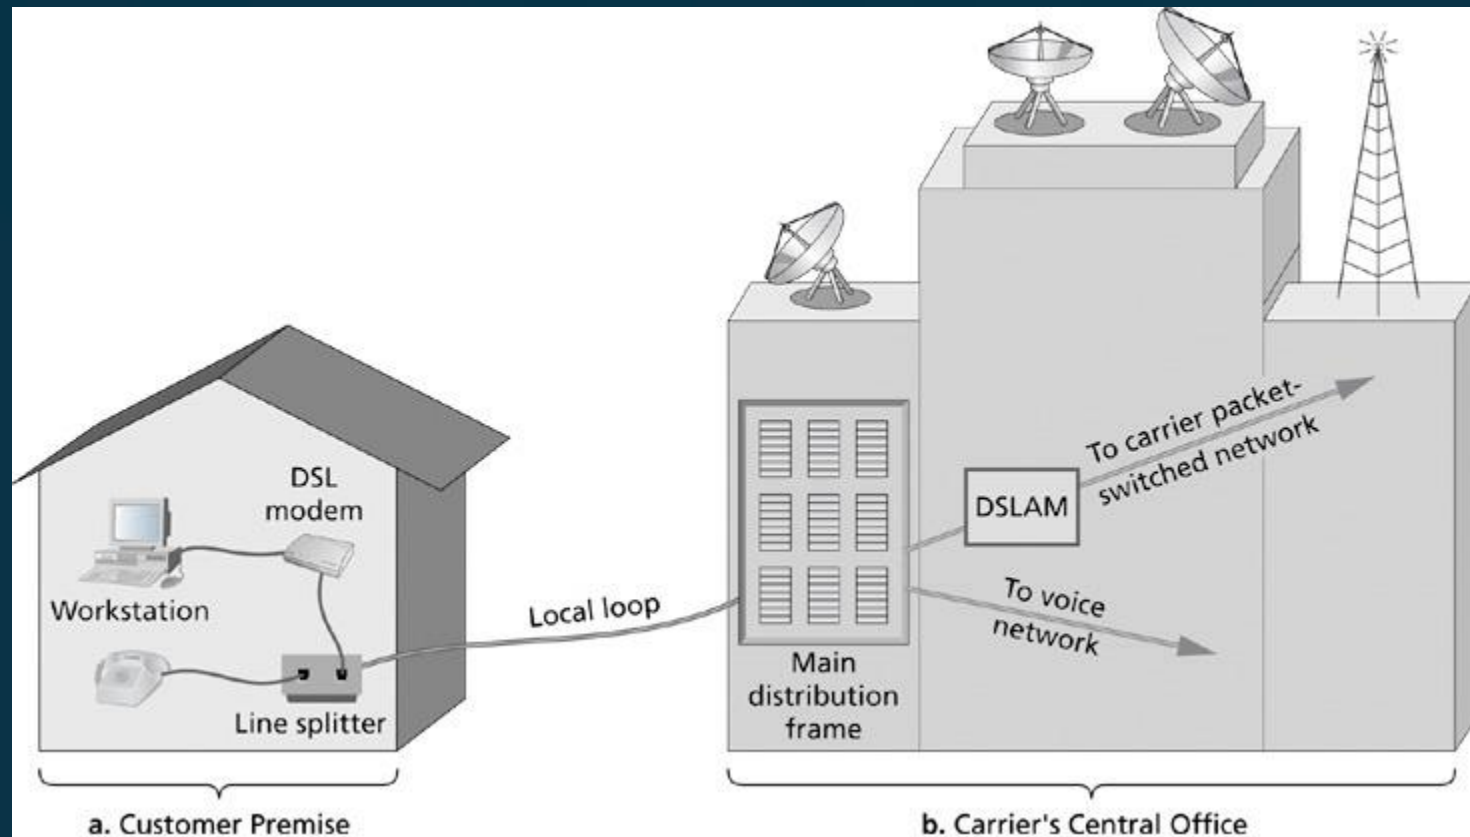 DSL
modem
Workstation
Line splitter
Local loop
Main
distribution
frame
DSLAM
To carrier packet-
switched network
To voice
network
a. Customer Premise
b. Carrier's Central Office